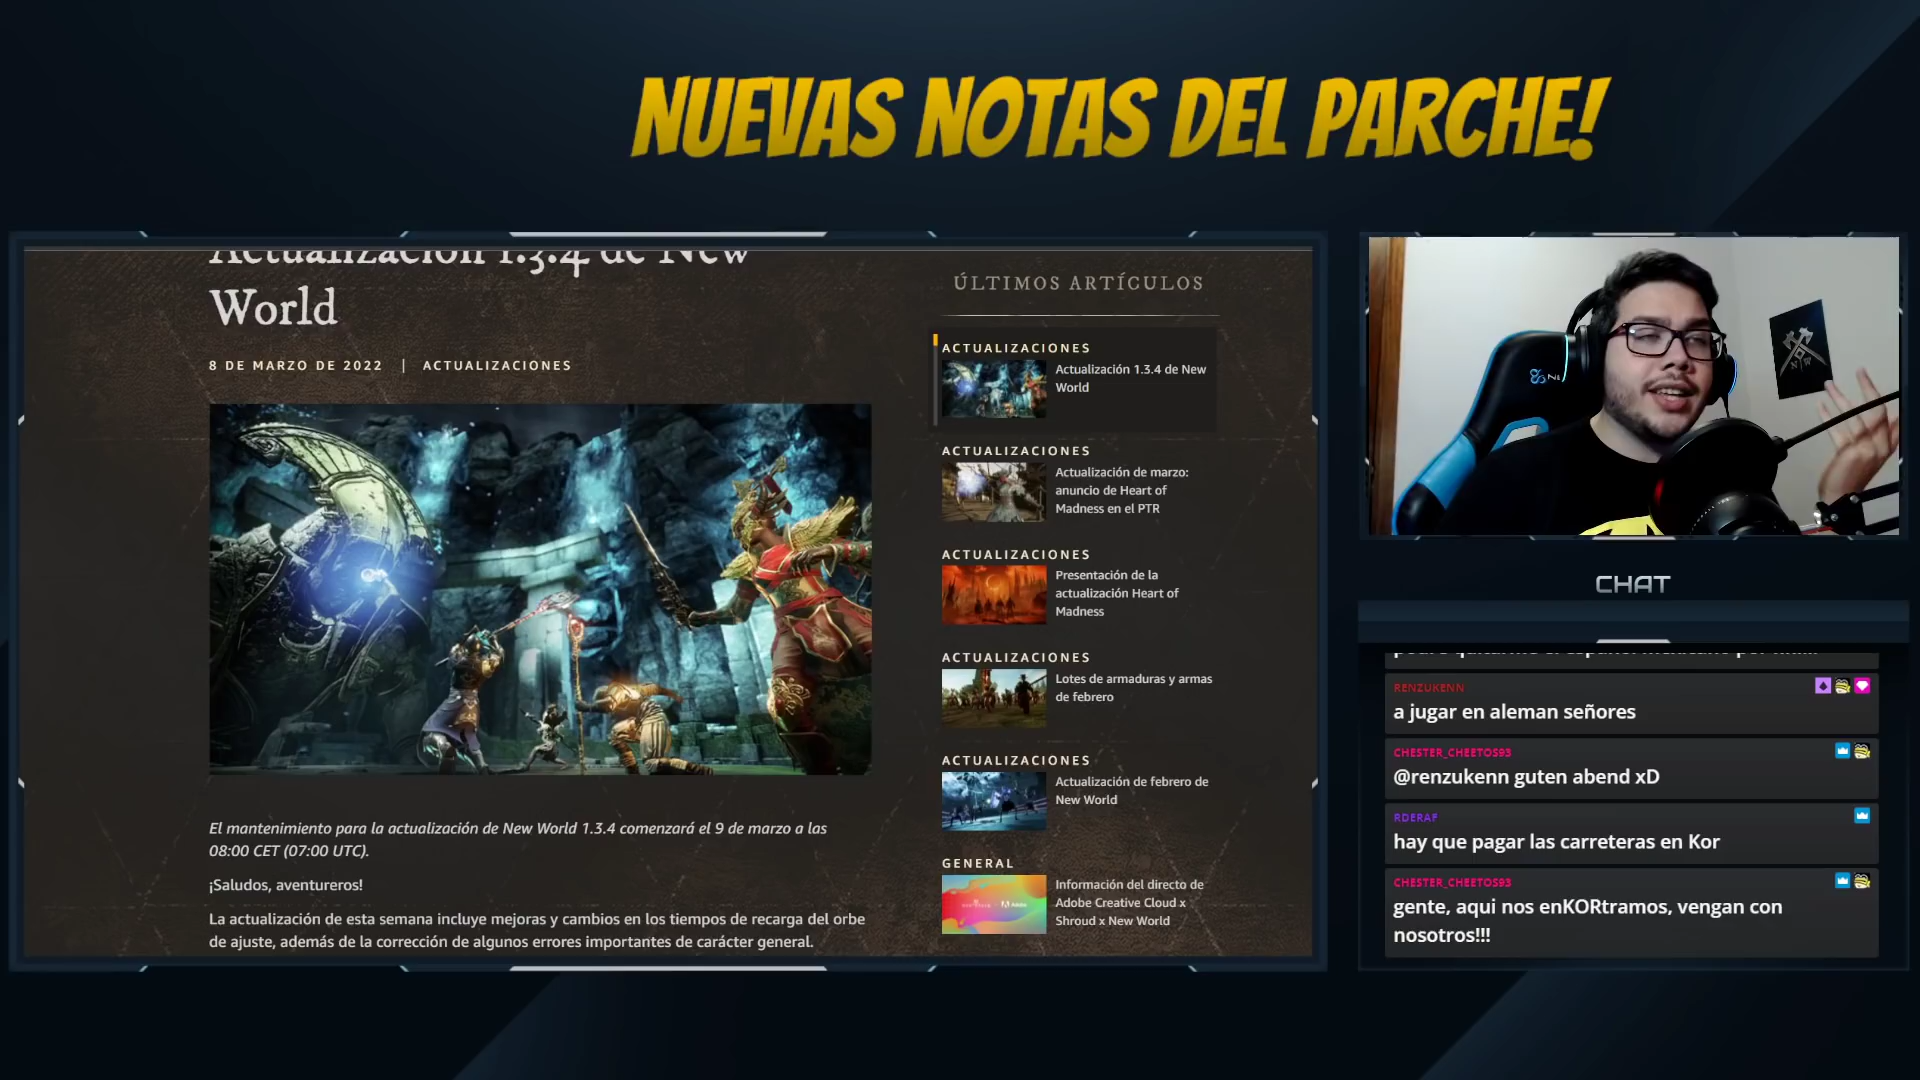 NUEVAS NOTAS DEL PARCHE!
Actualización 1.3.4 de New
World
8 DE MARZO DE 2022 | ACTUALIZACIONES
El mantenimiento para la actualización de New World 1.3.4 comenzará el 9 de marzo a las
08:00 CET (07:00 UTC).
¡Saludos, aventureros!
La actualización de esta semana incluye mejoras y cambios en los tiempos de recarga del orbe
de ajuste, además de la corrección de algunos errores importantes de carácter general.
ÚLTIMOS ARTÍCULOS
ACTUALIZACIONES
Actualización 1.3.4 de New
World
ACTUALIZACIONES
Actualización de marzo:
anuncio de Heart of
Madness en el PTR
ACTUALIZACIONES
Presentación de la
actualización Heart of
Madness
ACTUALIZACIONES
Lotes de armaduras y armas
de febrero
ACTUALIZACIONES
Actualización de febrero de
New World
GENERAL
Información del directo de
Adobe Creative Cloud x
Shroud x New World
CHAT
RENZUKENN
a jugar en aleman señores
CHESTER_CHEETOS93
@renzukenn guten abend xD
RDERAF
hay que pagar las carreteras en Kor
CHESTER_CHEETOS93
gente, aqui nos enKORtramos, vengan con
nosotros!!!